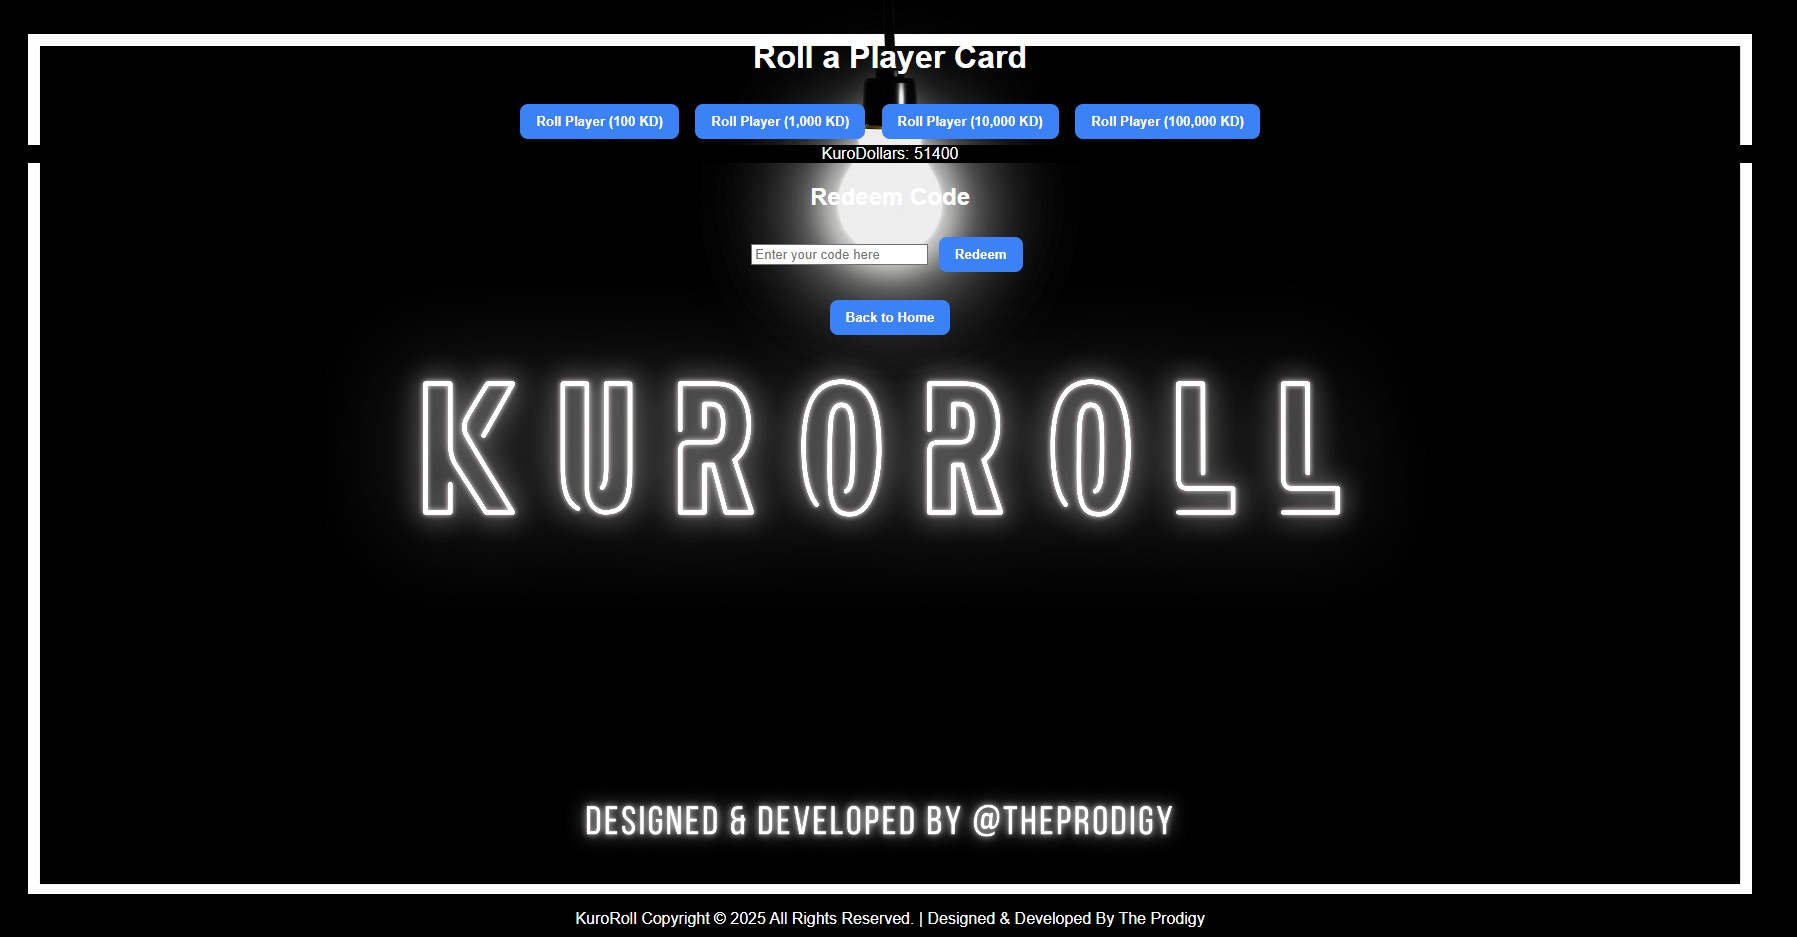 Roll a Player Card
Roll Player (100 KD) Roll Player (1,000 KD) Roll Player (10,000 KD) Roll Player (100,000 KD)
KuroDollars: 51400
Redeem Code
Enter your code here Redeem
Back to Home
KUROROLL
DESIGNED & DEVELOPED BY @THEPRODIGY
KuroRoll Copyright © 2025 All Rights Reserved. | Designed & Developed By The Prodigy